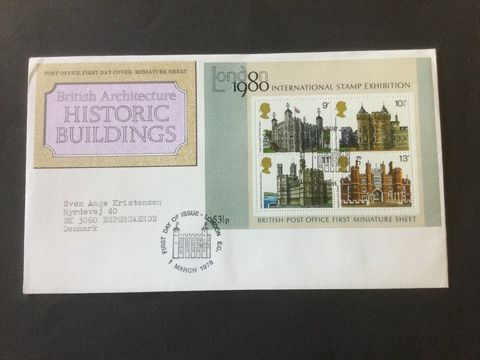 POST OFFICE FIRST DAY COVER MINIATURE SHEET
British Architecture
HISTORIC
BUILDINGS
London
1980 INTERNATIONAL STAMP EXHIBITION
9p
10½p
13p
53½p
BRITISH POST OFFICE FIRST MINIATURE SHEET
Sven Aage Kristensen
Hyrdevej 40
DK 3060 ESPERGAERDE
Denmark
FIRST DAY OF ISSUE - LONDON E.C.
1 MARCH 1978